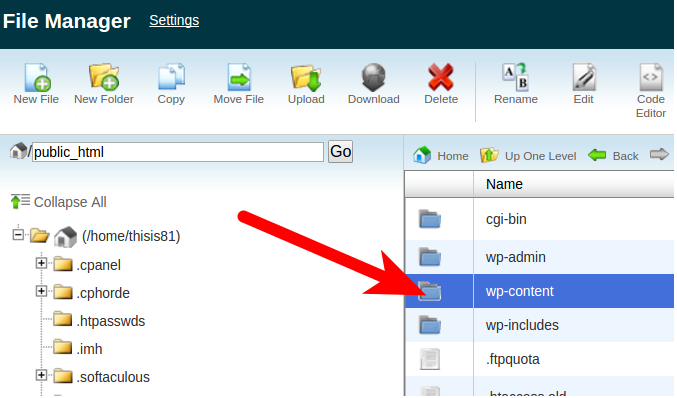 File Manager Settings
New File New Folder Copy Move File Upload Download Delete Rename Edit Code Editor
/public_html Go
Home Up One Level Back
Collapse All
Name
(/home/thisis81)
.cpanel
.cphorde
.htpasswds
.imh
.softaculous
cgi-bin
wp-admin
wp-content
wp-includes
.ftpquota
.htaccess.old